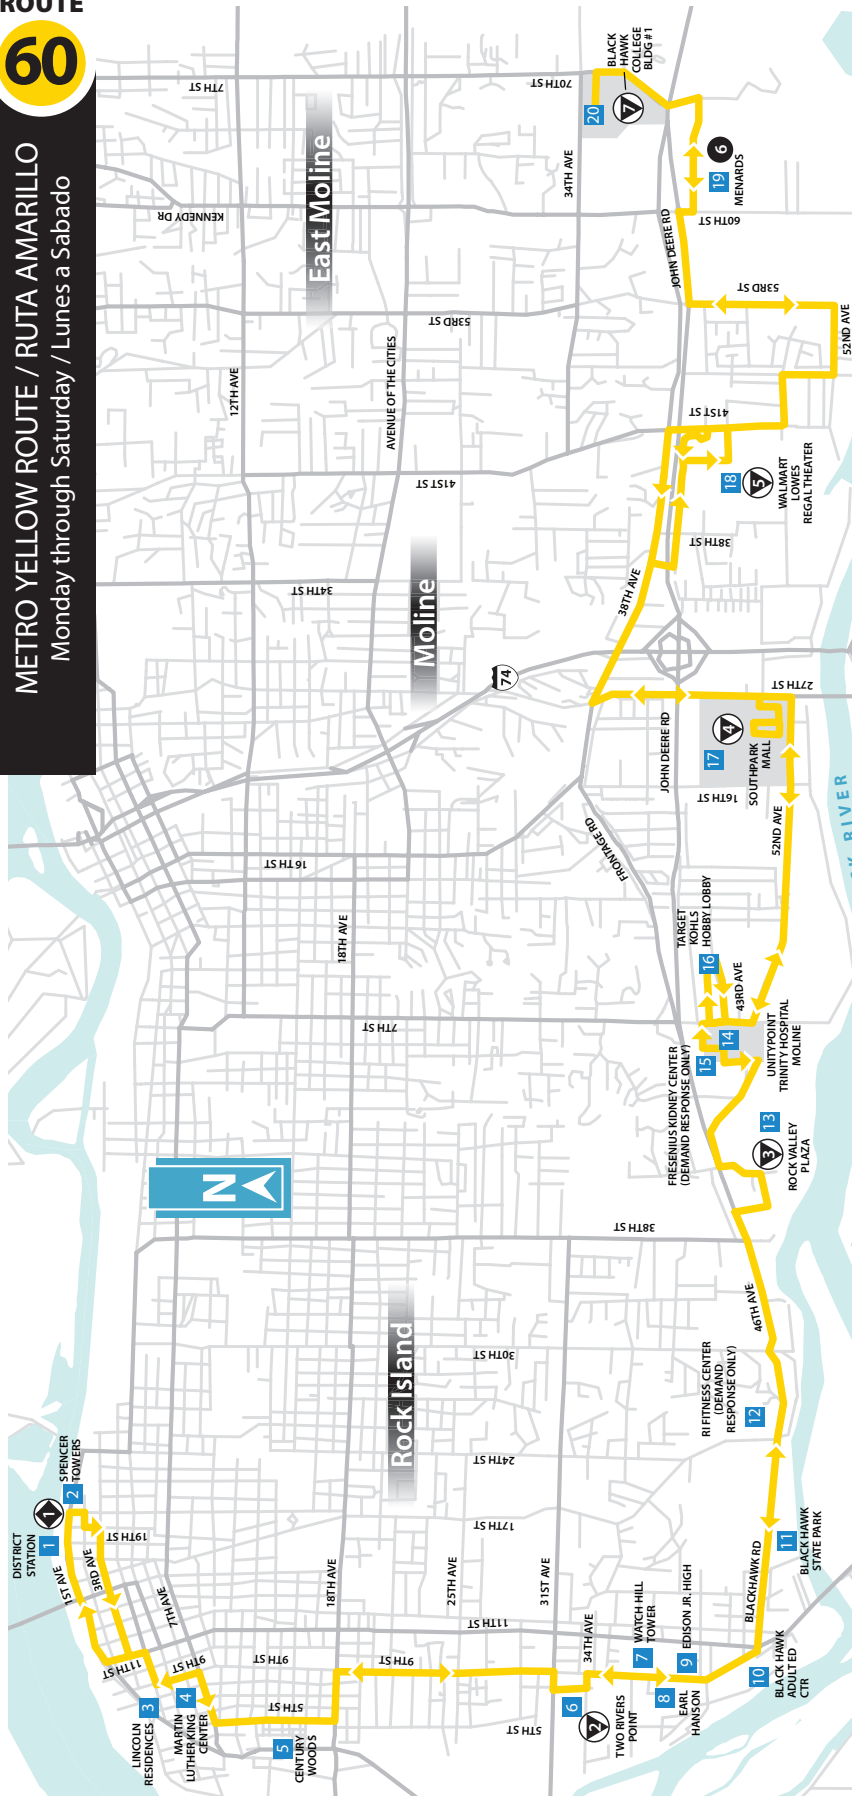 ROUTE
60
METRO YELLOW ROUTE / RUTA AMARILLO
Monday through Saturday / Lunes a Sabado
7TH ST
KENNEDY DR
East Moline
12TH AVE
AVENUE OF THE CITIES
53RD ST
41ST ST
34TH ST
Moline
74
70TH ST
34TH AVE
BLACK
HAWK
COLLEGE
BLDG #1
20
7
6
19
MENARDS
60TH ST
JOHN DEERE RD
53RD ST
52ND AVE
41ST ST
18
5
WALMART
LOWES
REGAL THEATER
38TH ST
38TH AVE
27TH ST
JOHN DEERE RD
17
4
SOUTHPARK
MALL
16TH ST
52ND AVE
FRONTAGE RD
16 TH ST
18TH AVE
7TH ST
TARGET
KOHLS
HOBBY LOBBY
16
43RD AVE
14
15
UNITYPOINT
TRINITY HOSPITAL
MOLINE
FRESENIUS KIDNEY CENTER
(DEMAND RESPONSE ONLY)
13
3
ROCK VALLEY
PLAZA
N
38TH ST
46TH AVE
30TH ST
Rock Island
RI FITNESS CENTER
(DEMAND
RESPONSE ONLY)
12
24TH ST
17TH ST
11
BLACK HAWK
STATE PARK
BLACKHAWK RD
SPENCER
TOWERS
2
DISTRICT
STATION
1
1
19TH ST
1ST AVE
3RD AVE
7TH AVE
11TH ST
9TH ST
LINCOLN
RESIDENCES
3
MARTIN
LUTHER KING
CENTER
4
5
CENTURY
WOODS
5TH ST
9TH ST
18TH AVE
9TH ST
25TH AVE
11TH ST
31ST AVE
5TH ST
34TH AVE
6
2
TWO RIVERS
POINT
7
WATCH HILL
TOWER
8
EARL
HANSON
9
EDISON JR. HIGH
10
BLACK HAWK
ADULT ED
CTR
RIVER